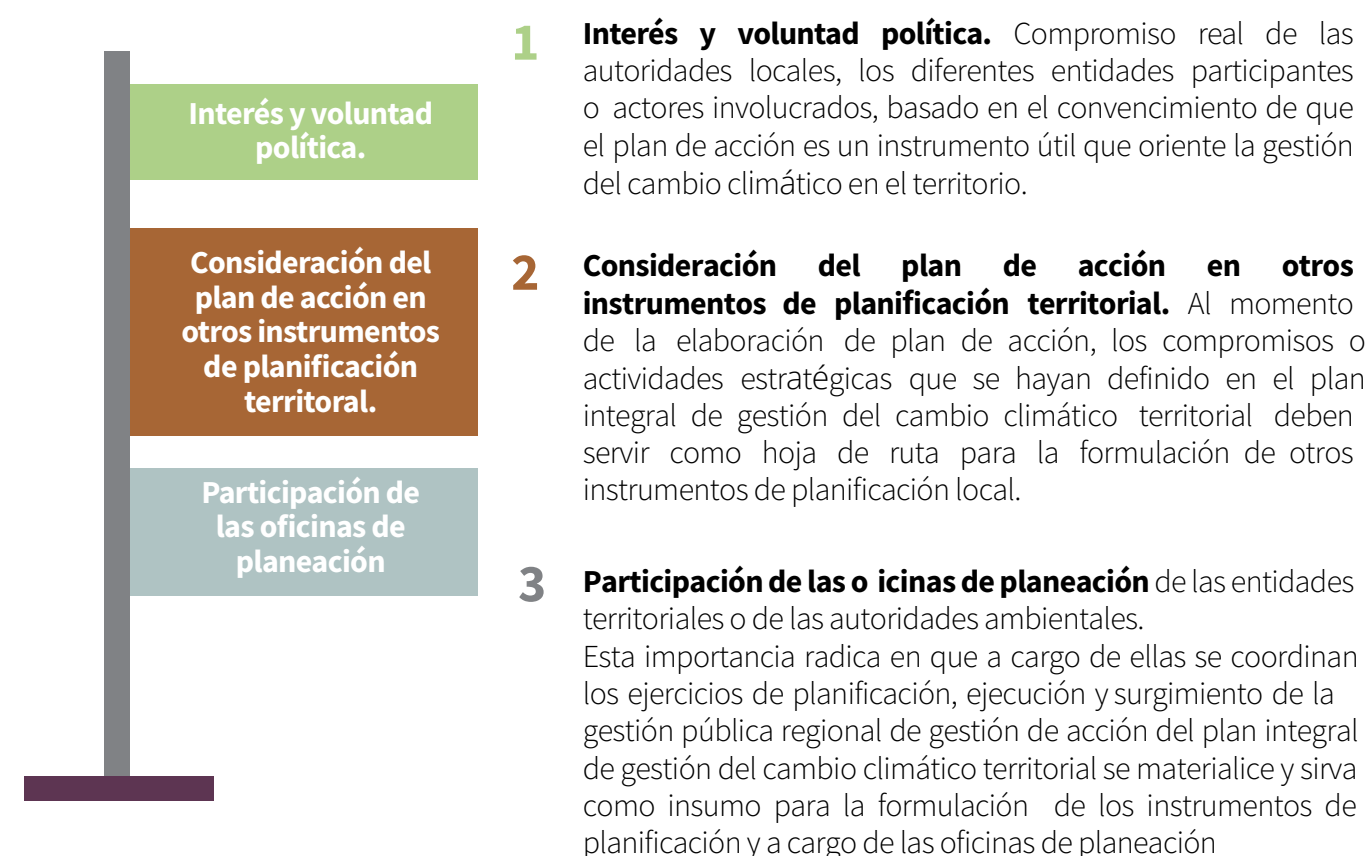 Interés y voluntad
política.
Consideración del
plan de acción en
otros instrumentos
de planificación
territoral.
Participación de
las oficinas de
planeación
1
Interés y voluntad política. Compromiso real de las
autoridades locales, los diferentes entidades participantes
o actores involucrados, basado en el convencimiento de que
el plan de acción es un instrumento útil que oriente la gestión
del cambio climático en el territorio.
2
Consideración del plan de acción en otros
instrumentos de planificación territorial. Al momento
de la elaboración de plan de acción, los compromisos o
actividades estratégicas que se hayan definido en el plan
integral de gestión del cambio climático territorial deben
servir como hoja de ruta para la formulación de otros
instrumentos de planificación local.
3
Participación de las o icinas de planeación de las entidades
territoriales o de las autoridades ambientales.
Esta importancia radica en que a cargo de ellas se coordinan
los ejercicios de planificación, ejecución y surgimiento de la
gestión pública regional de gestión de acción del plan integral
de gestión del cambio climático territorial se materialice y sirva
como insumo para la formulación de los instrumentos de
planificación y a cargo de las oficinas de planeación